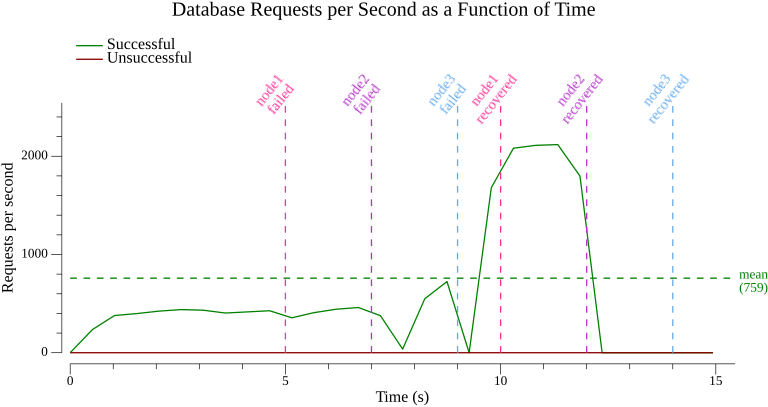 Database Requests per Second as a Function of Time
Successful
Unsuccessful
node1
failed
node2
failed
node3
failed
node1
recovered
node2
recovered
node3
recovered
Requests per second
2000
1000
0
mean
(759)
0
5
10
15
Time (s)